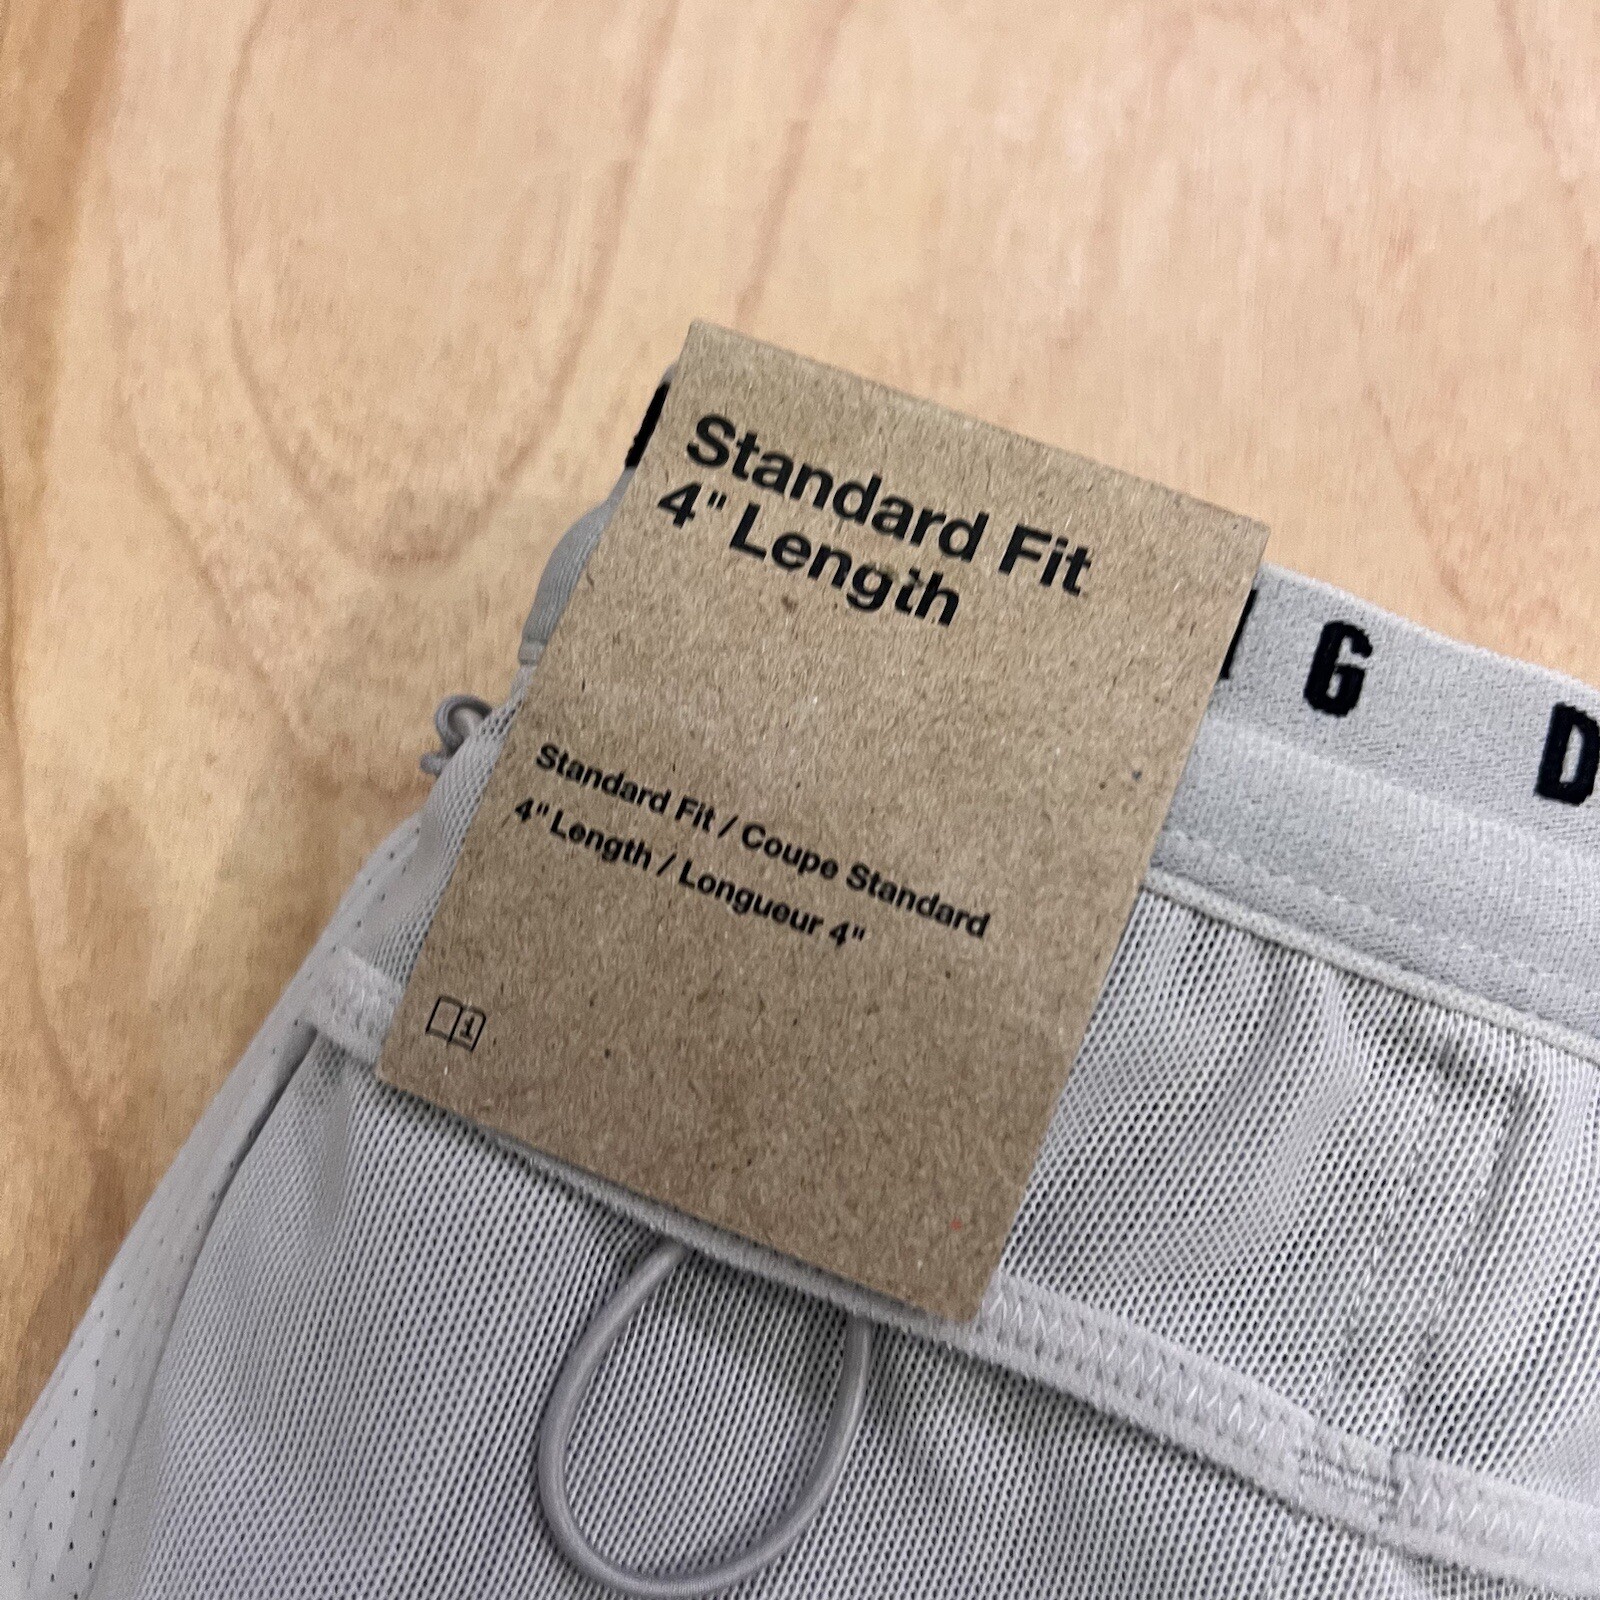 Standard Fit
4" Length
G D
Standard Fit / Coupe Standard
4" Length / Longueur 4"
i